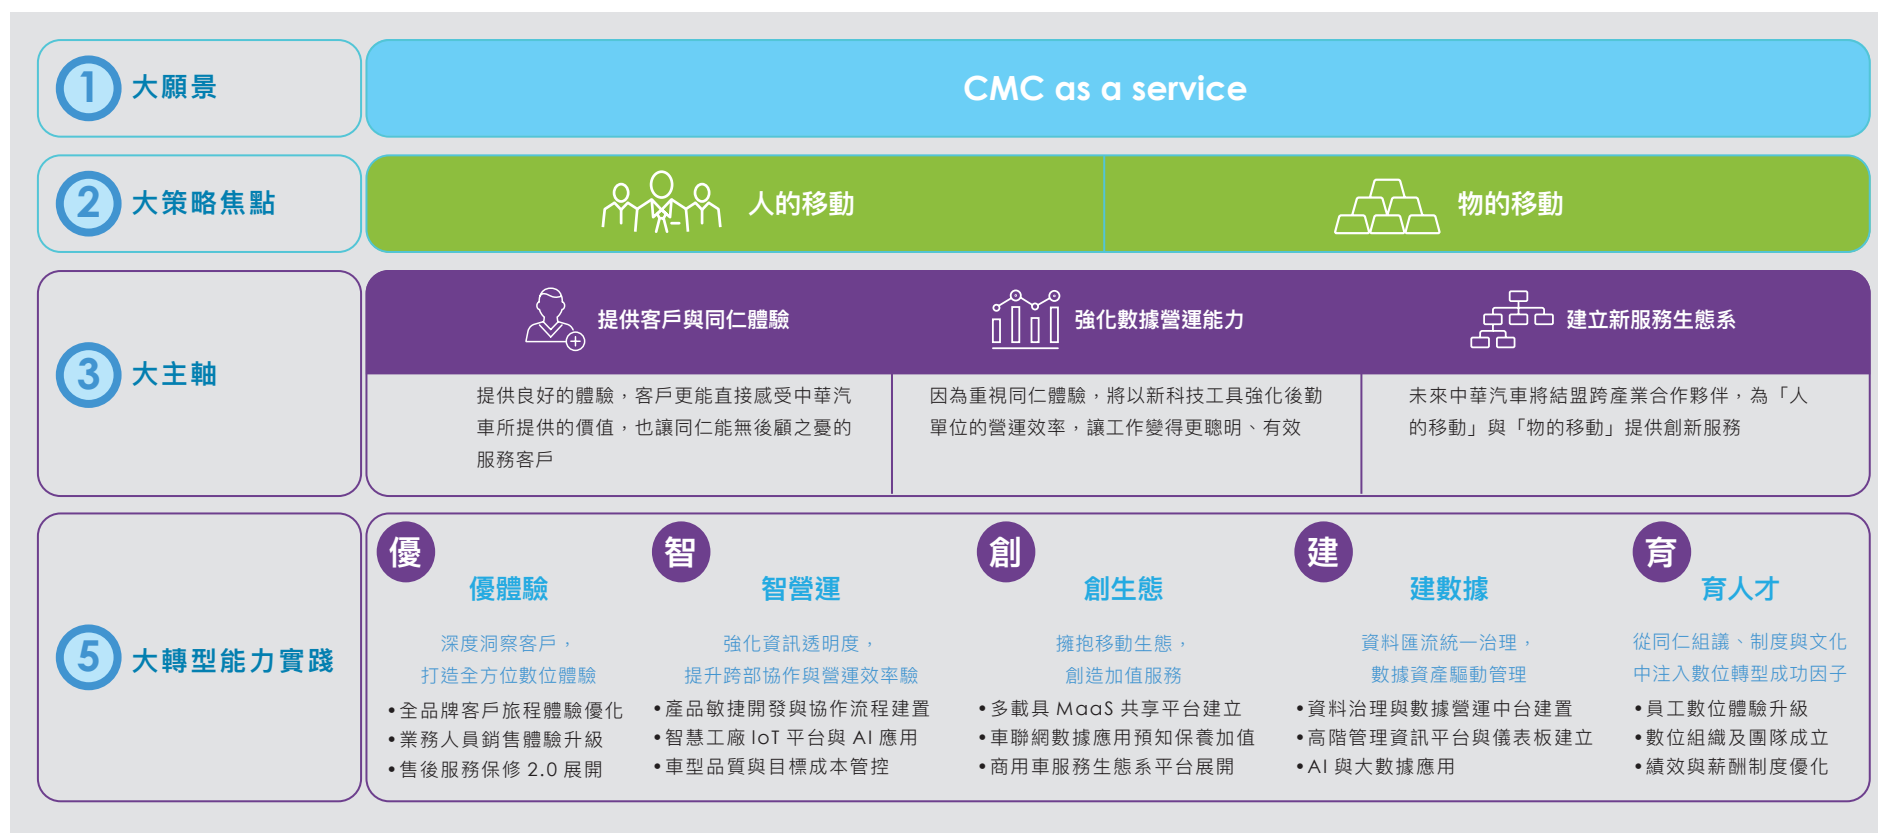 1 大願景
CMC as a service
2 大策略焦點
人的移動
物的移動
3 大主軸
提供客戶與同仁體驗
強化數據營運能力
建立新服務生態系
提供良好的體驗，客戶更能直接感受中華汽
車所提供的價值，也讓同仁能無後顧之憂的
服務客戶
因為重視同仁體驗，將以新科技工具強化後勤
單位的營運效率，讓工作變得更聰明、有效
未來中華汽車將結盟跨產業合作夥伴，為「人
的移動」與「物的移動」提供創新服務
5 大轉型能力實踐
優
優體驗
深度洞察客戶，
打造全方位數位體驗
•全品牌客戶旅程體驗優化
•業務人員銷售體驗升級
•售後服務保修 2.0 展開
智
智營運
強化資訊透明度，
提升跨部協作與營運效率驗
•產品敏捷開發與協作流程建置
•智慧工廠 IoT 平台與 AI 應用
•車型品質與目標成本管控
創
創生態
擁抱移動生態，
創造加值服務
•多載具 MaaS 共享平台建立
•車聯網數據應用預知保養加值
•商用車服務生態系平台展開
建
建數據
資料匯流統一治理，
數據資產驅動管理
•資料治理與數據營運中台建置
•高階管理資訊平台與儀表板建立
•AI 與大數據應用
育
育人才
從同仁組議、制度與文化
中注入數位轉型成功因子
•員工數位體驗升級
•數位組織及團隊成立
•績效與薪酬制度優化